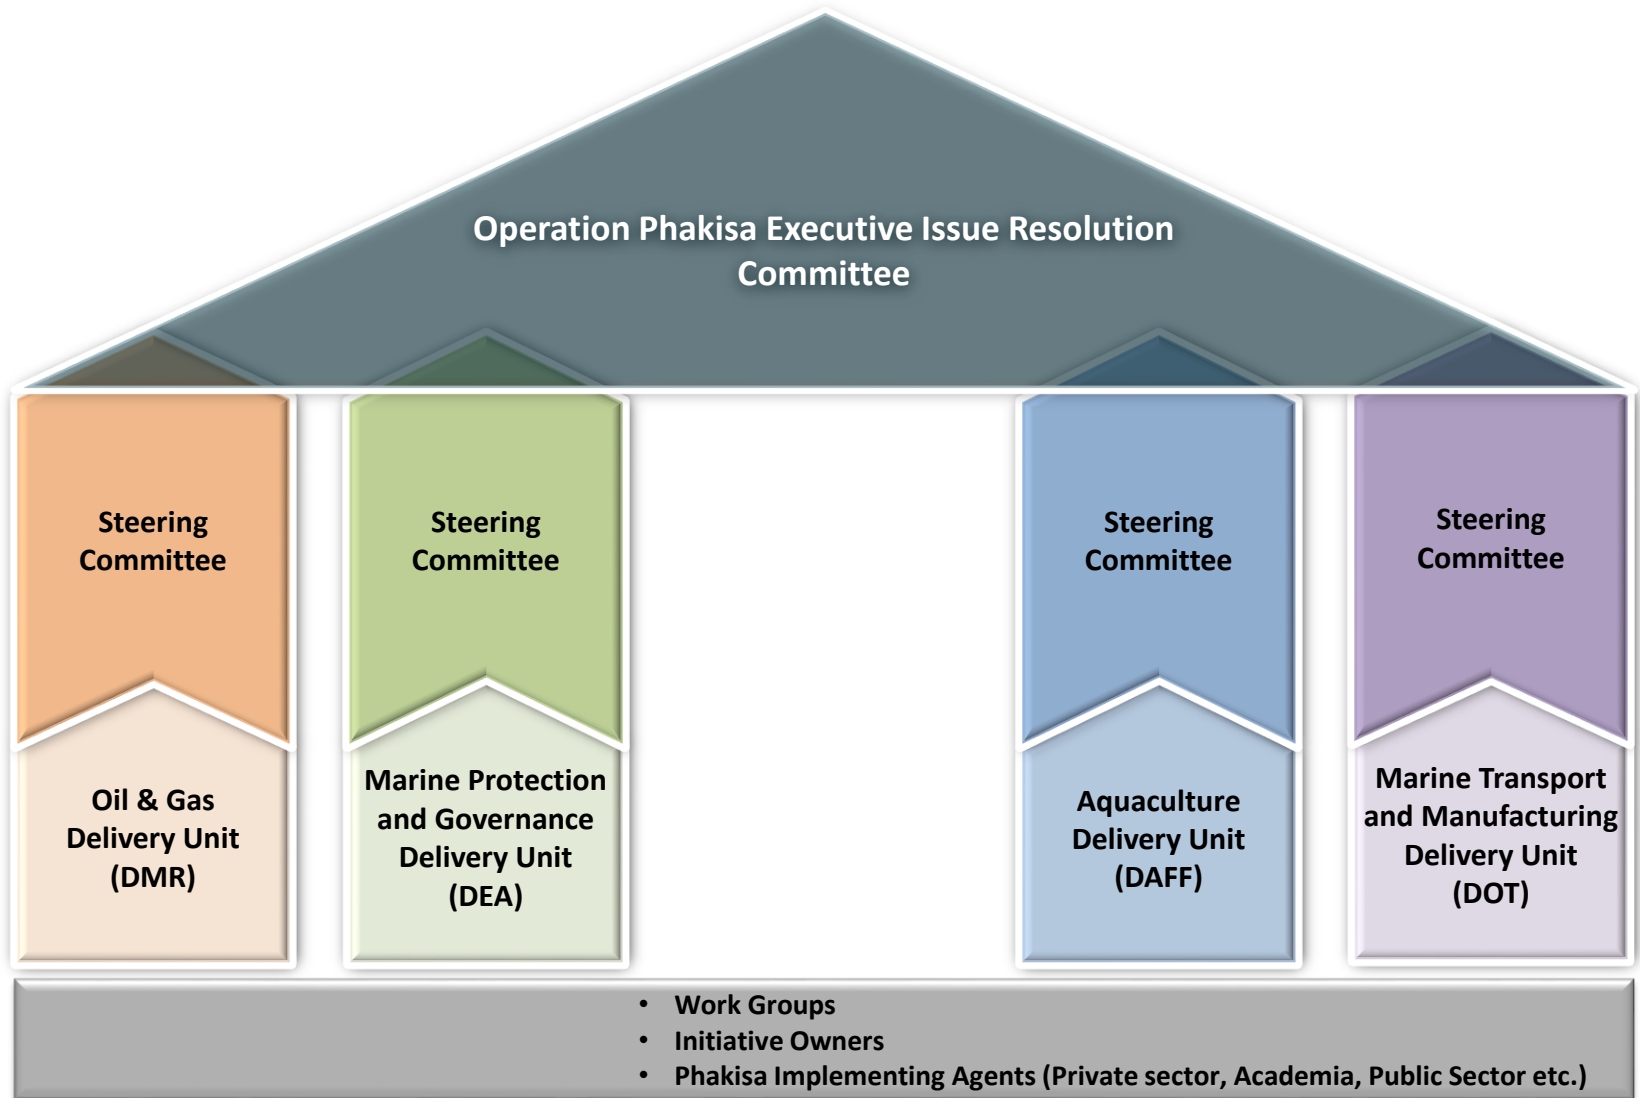 Operation Phakisa Executive Issue Resolution
Committee
Steering
Committee
Steering
Committee
Steering
Committee
Steering
Committee
Oil & Gas
Delivery Unit
(DMR)
Marine Protection
and Governance
Delivery Unit
(DEA)
Aquaculture
Delivery Unit
(DAFF)
Marine Transport
and Manufacturing
Delivery Unit
(DOT)
• Work Groups
• Initiative Owners
• Phakisa Implementing Agents (Private sector, Academia, Public Sector etc.)